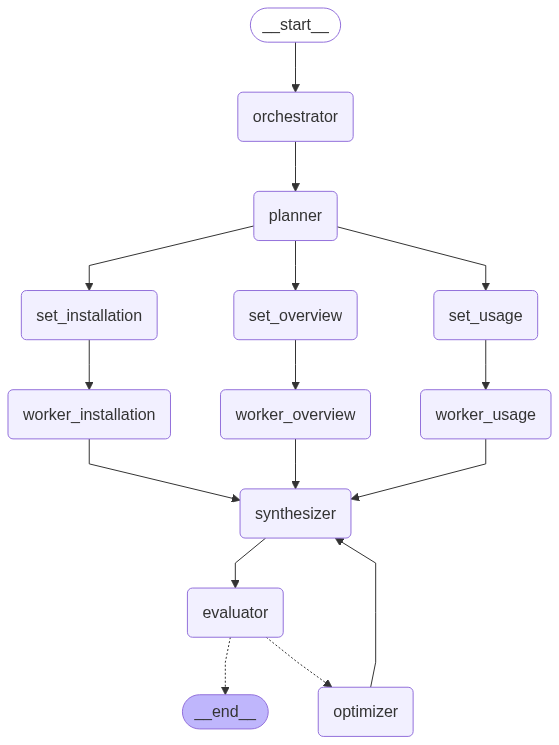 __start__
orchestrator
planner
set_installation
set_overview
set_usage
worker_installation
worker_overview
worker_usage
synthesizer
evaluator
__end__
optimizer